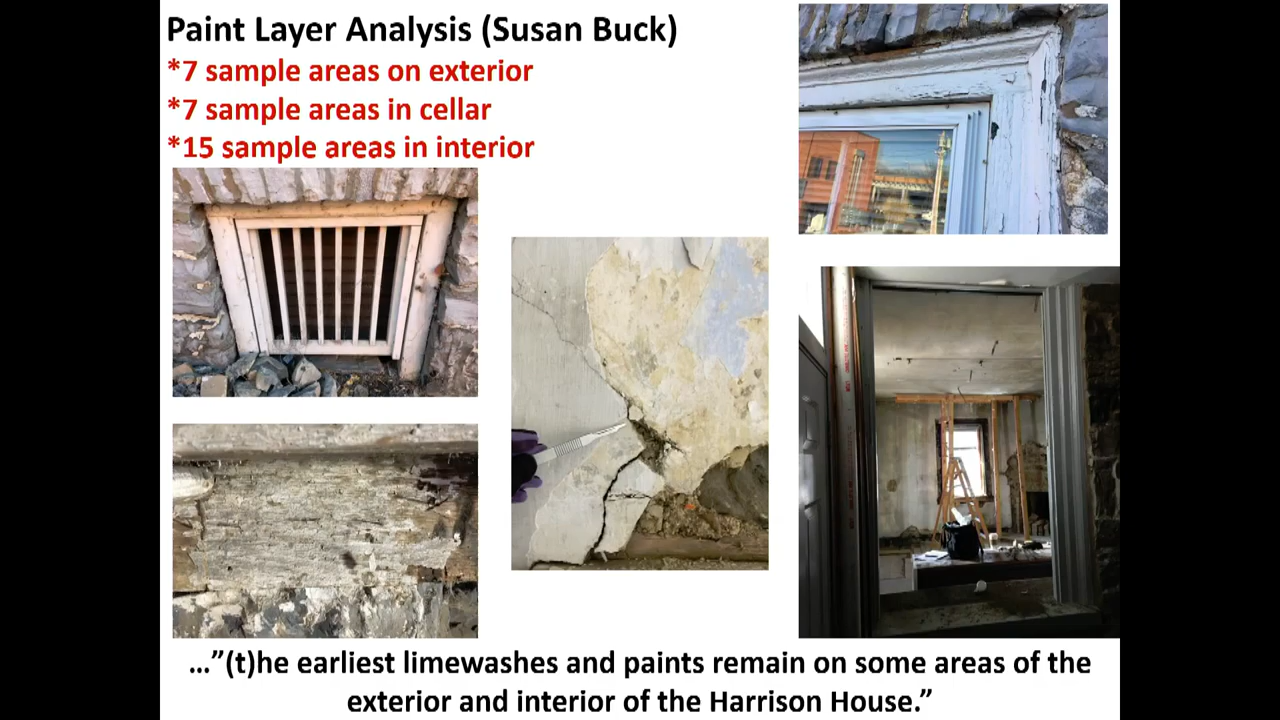 Paint Layer Analysis (Susan Buck)
*7 sample areas on exterior
*7 sample areas in cellar
*15 sample areas in interior
…”(t)he earliest limewashes and paints remain on some areas of the
exterior and interior of the Harrison House.”